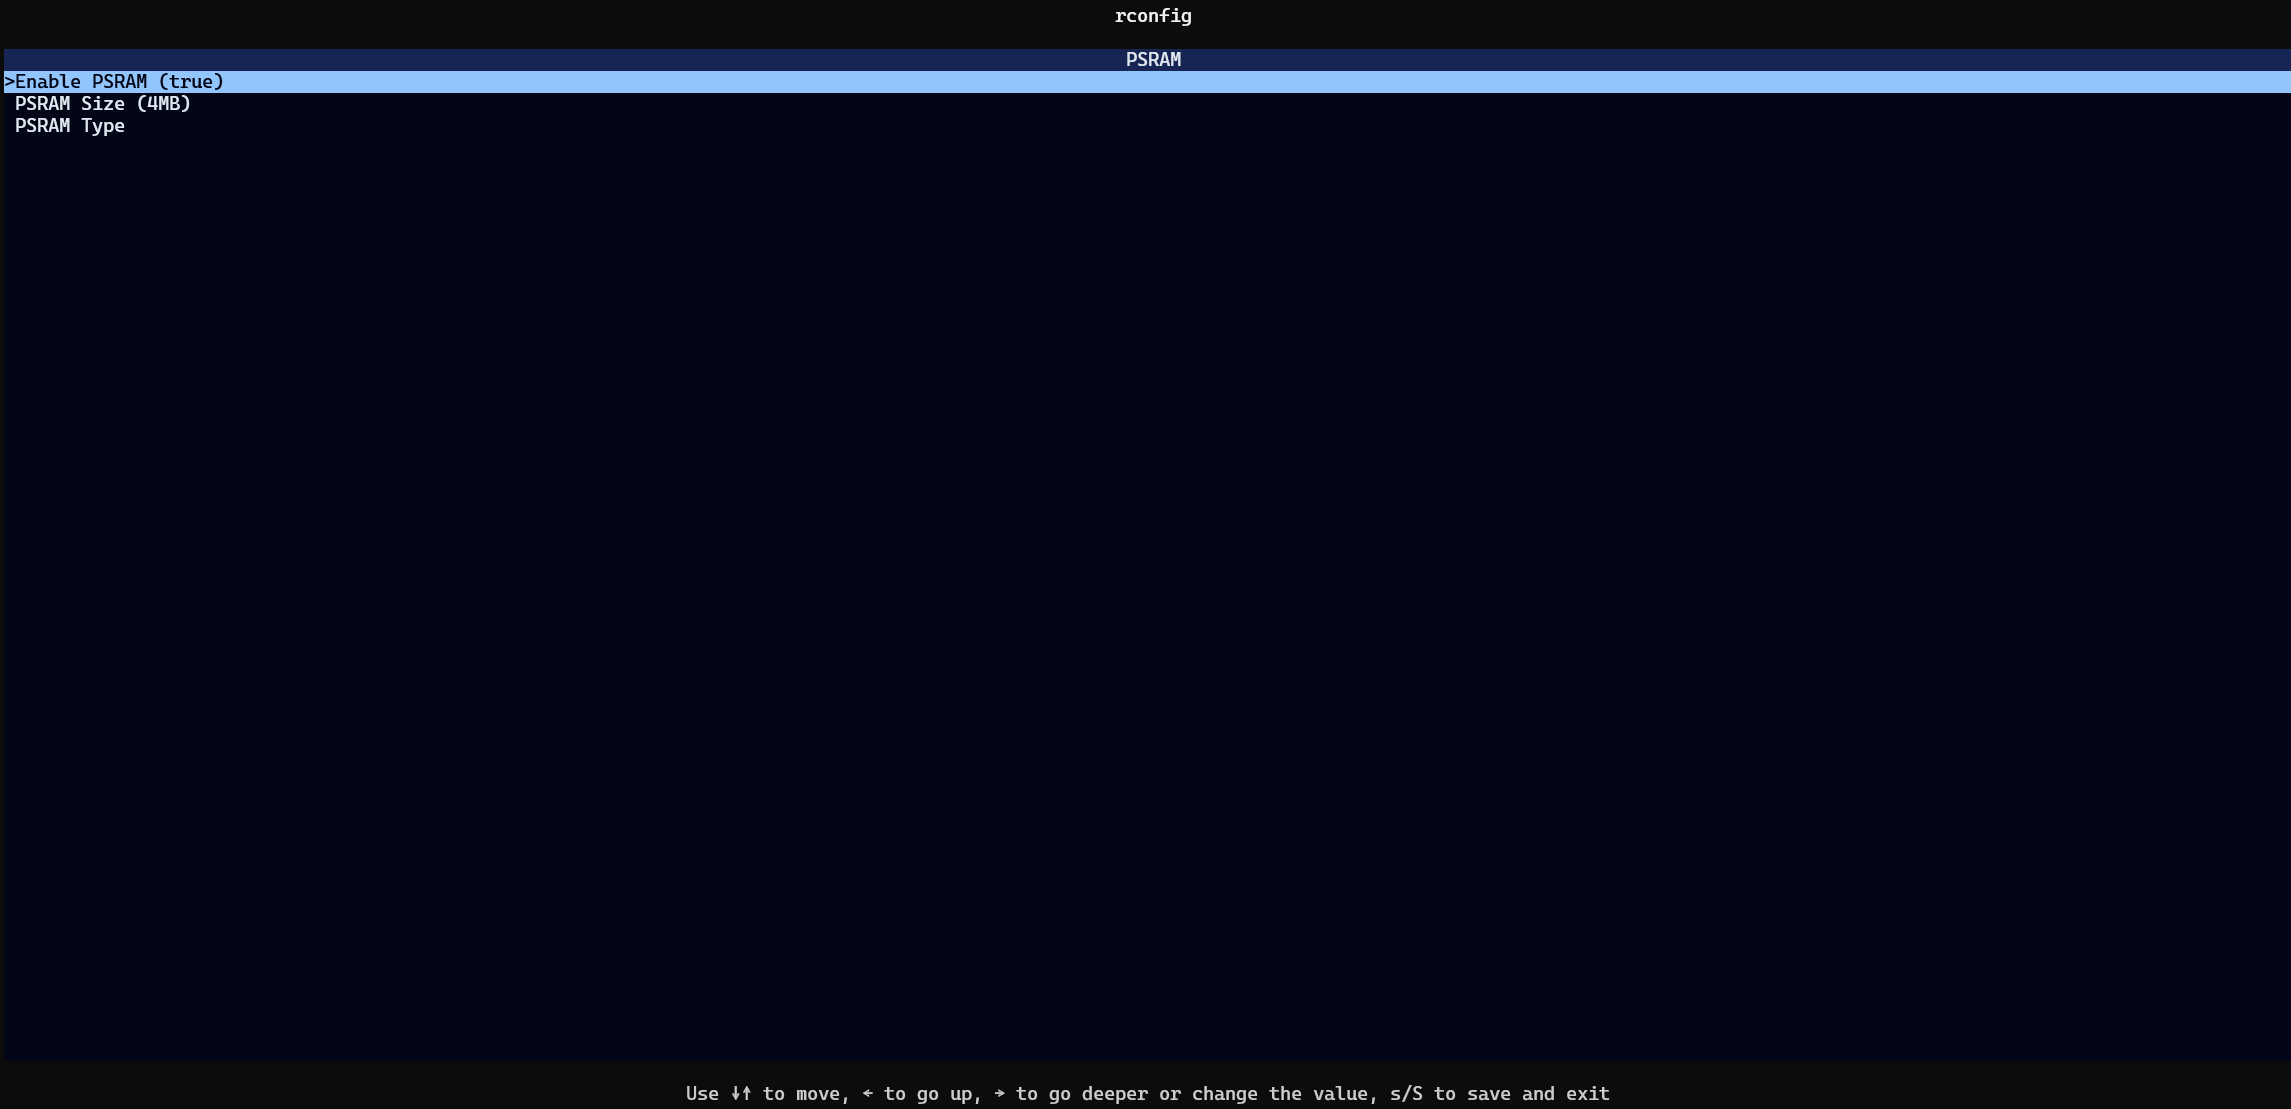 rconfig
PSRAM
>Enable PSRAM (true)
PSRAM Size (4MB)
PSRAM Type
Use ↓↑ to move, ← to go up, → to go deeper or change the value, s/S to save and exit